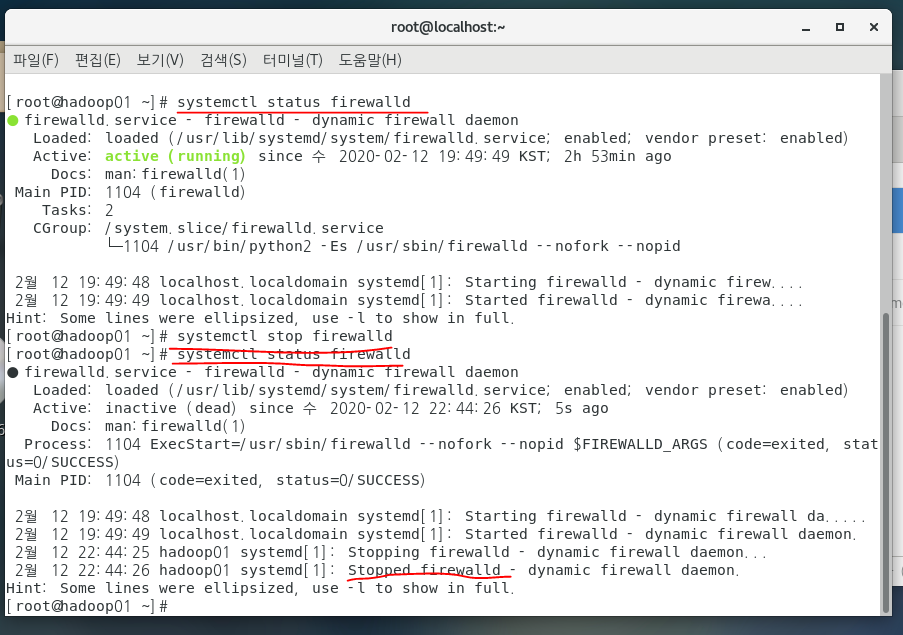 root@localhost:~
파일(F) 편집(E) 보기(V) 검색(S) 터미널(T) 도움말(H)
[root@hadoop01 ~]# systemctl status firewalld
● firewalld.service - firewalld - dynamic firewall daemon
   Loaded: loaded (/usr/lib/systemd/system/firewalld.service; enabled; vendor preset: enabled)
   Active: active (running) since 수 2020-02-12 19:49:49 KST; 2h 53min ago
     Docs: man:firewalld(1)
 Main PID: 1104 (firewalld)
    Tasks: 2
   CGroup: /system.slice/firewalld.service
           └─1104 /usr/bin/python2 -Es /usr/sbin/firewalld --nofork --nopid
 2월 12 19:49:48 localhost.localdomain systemd[1]: Starting firewalld - dynamic firew....
 2월 12 19:49:49 localhost.localdomain systemd[1]: Started firewalld - dynamic firewa....
Hint: Some lines were ellipsized, use -l to show in full.
[root@hadoop01 ~]# systemctl stop firewalld
[root@hadoop01 ~]# systemctl status firewalld
● firewalld.service - firewalld - dynamic firewall daemon
   Loaded: loaded (/usr/lib/systemd/system/firewalld.service; enabled; vendor preset: enabled)
   Active: inactive (dead) since 수 2020-02-12 22:44:26 KST; 5s ago
     Docs: man:firewalld(1)
  Process: 1104 ExecStart=/usr/sbin/firewalld --nofork --nopid $FIREWALLD_ARGS (code=exited, stat
us=0/SUCCESS)
 Main PID: 1104 (code=exited, status=0/SUCCESS)
 2월 12 19:49:48 localhost.localdomain systemd[1]: Starting firewalld - dynamic firewall da.....
 2월 12 19:49:49 localhost.localdomain systemd[1]: Started firewalld - dynamic firewall daemon.
 2월 12 22:44:25 hadoop01 systemd[1]: Stopping firewalld - dynamic firewall daemon...
 2월 12 22:44:26 hadoop01 systemd[1]: Stopped firewalld - dynamic firewall daemon.
Hint: Some lines were ellipsized, use -l to show in full.
[root@hadoop01 ~]#